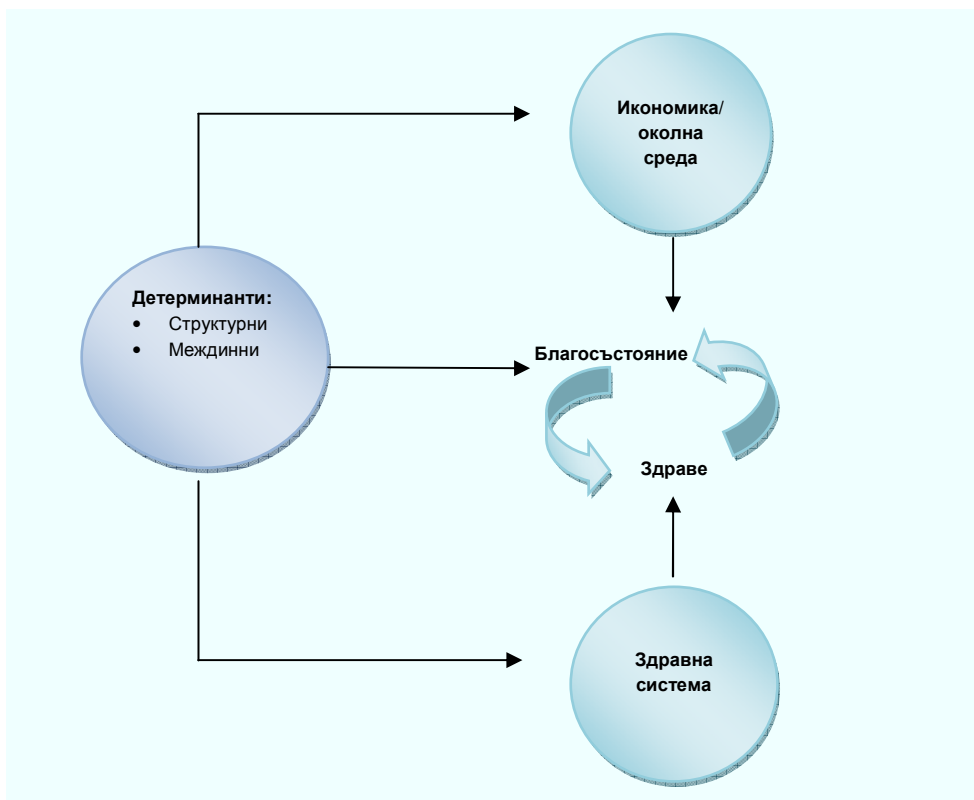 Икономика/
околна
среда
Детерминанти:
• Структурни
• Междинни
Благосъстояние
Здраве
Здравна
система